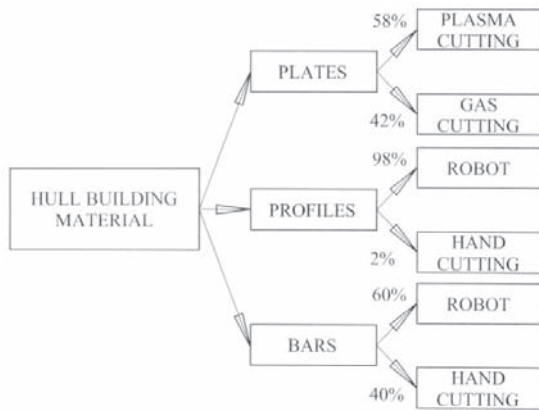 58%
PLASMA
CUTTING
PLATES
42%
GAS
CUTTING
HULL BUILDING
MATERIAL
98%
ROBOT
PROFILES
2%
HAND
CUTTING
60%
ROBOT
BARS
40%
HAND
CUTTING